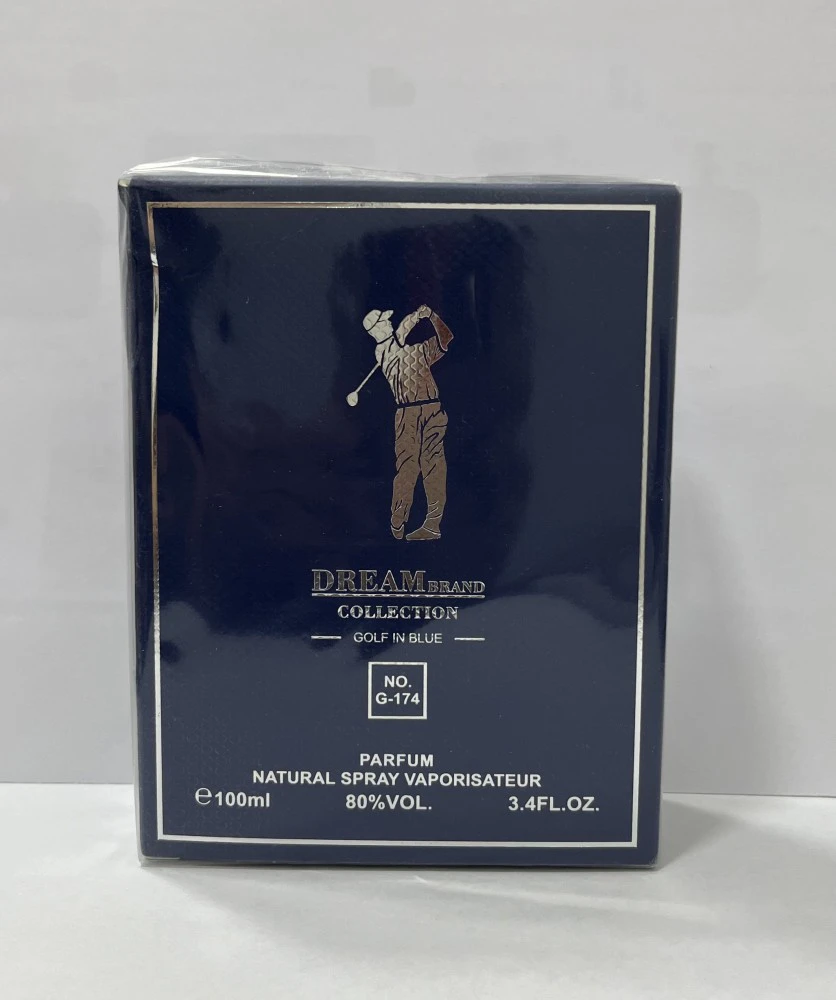 DREAM BRAND
COLLECTION
GOLF IN BLUE
NO.
G-174
PARFUM
NATURAL SPRAY VAPORISATEUR
℮100ml 80%VOL. 3.4FL.OZ.